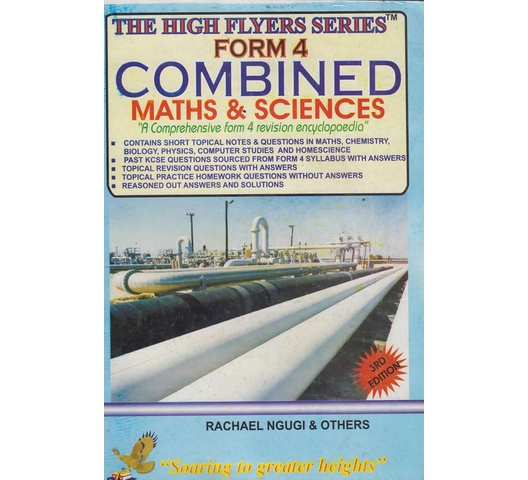 THE HIGH FLYERS SERIES™
FORM 4
COMBINED
MATHS & SCIENCES
"A Comprehensive form 4 revision encyclopaedia"
▪ CONTAINS SHORT TOPICAL NOTES & QUESTIONS IN MATHS, CHEMISTRY,
BIOLOGY, PHYSICS, COMPUTER STUDIES AND HOMESCIENCE
▪ PAST KCSE QUESTIONS SOURCED FROM FORM 4 SYLLABUS WITH ANSWERS
▪ TOPICAL REVISION QUESTIONS WITH ANSWERS
▪ TOPICAL PRACTICE HOMEWORK QUESTIONS WITHOUT ANSWERS
▪ REASONED OUT ANSWERS AND SOLUTIONS
3RD
EDITION
RACHAEL NGUGI & OTHERS
"Soaring to greater heights"